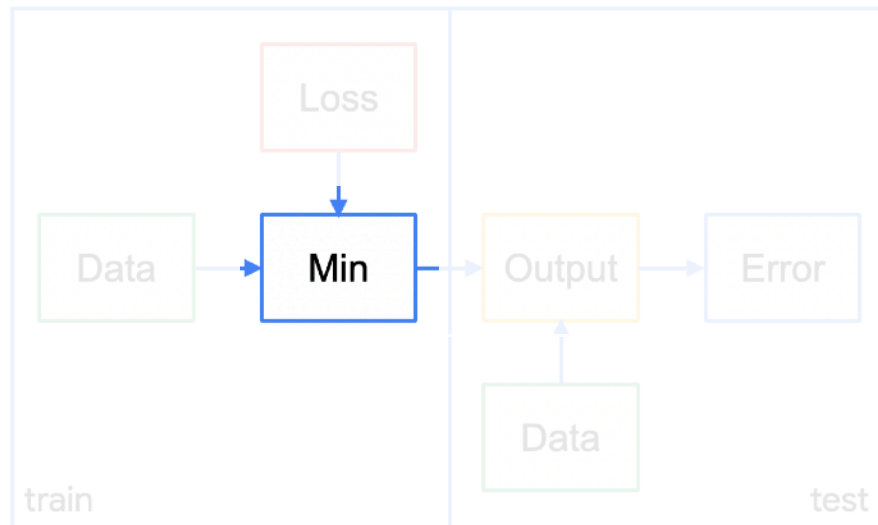 Loss
Data
Min
Output
Error
Data
train
test